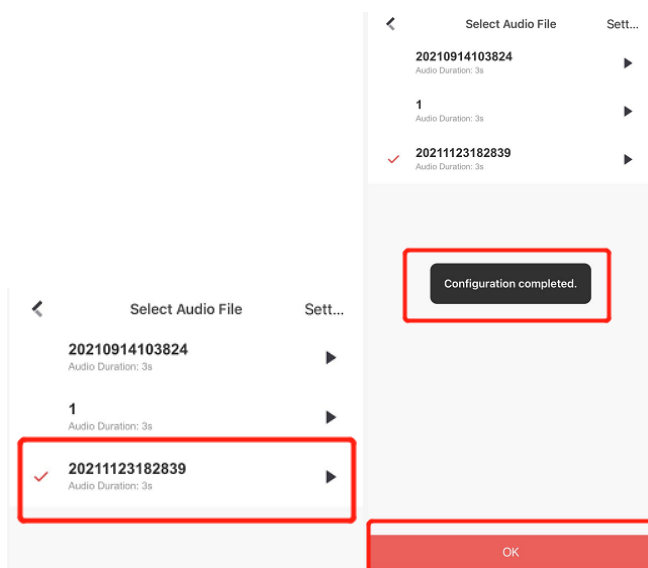 Select Audio File Sett...
20210914103824
Audio Duration: 3s
1
Audio Duration: 3s
20211123182839
Audio Duration: 3s
Select Audio File Sett...
20210914103824
Audio Duration: 3s
1
Audio Duration: 3s
20211123182839
Audio Duration: 3s
Configuration completed.
OK